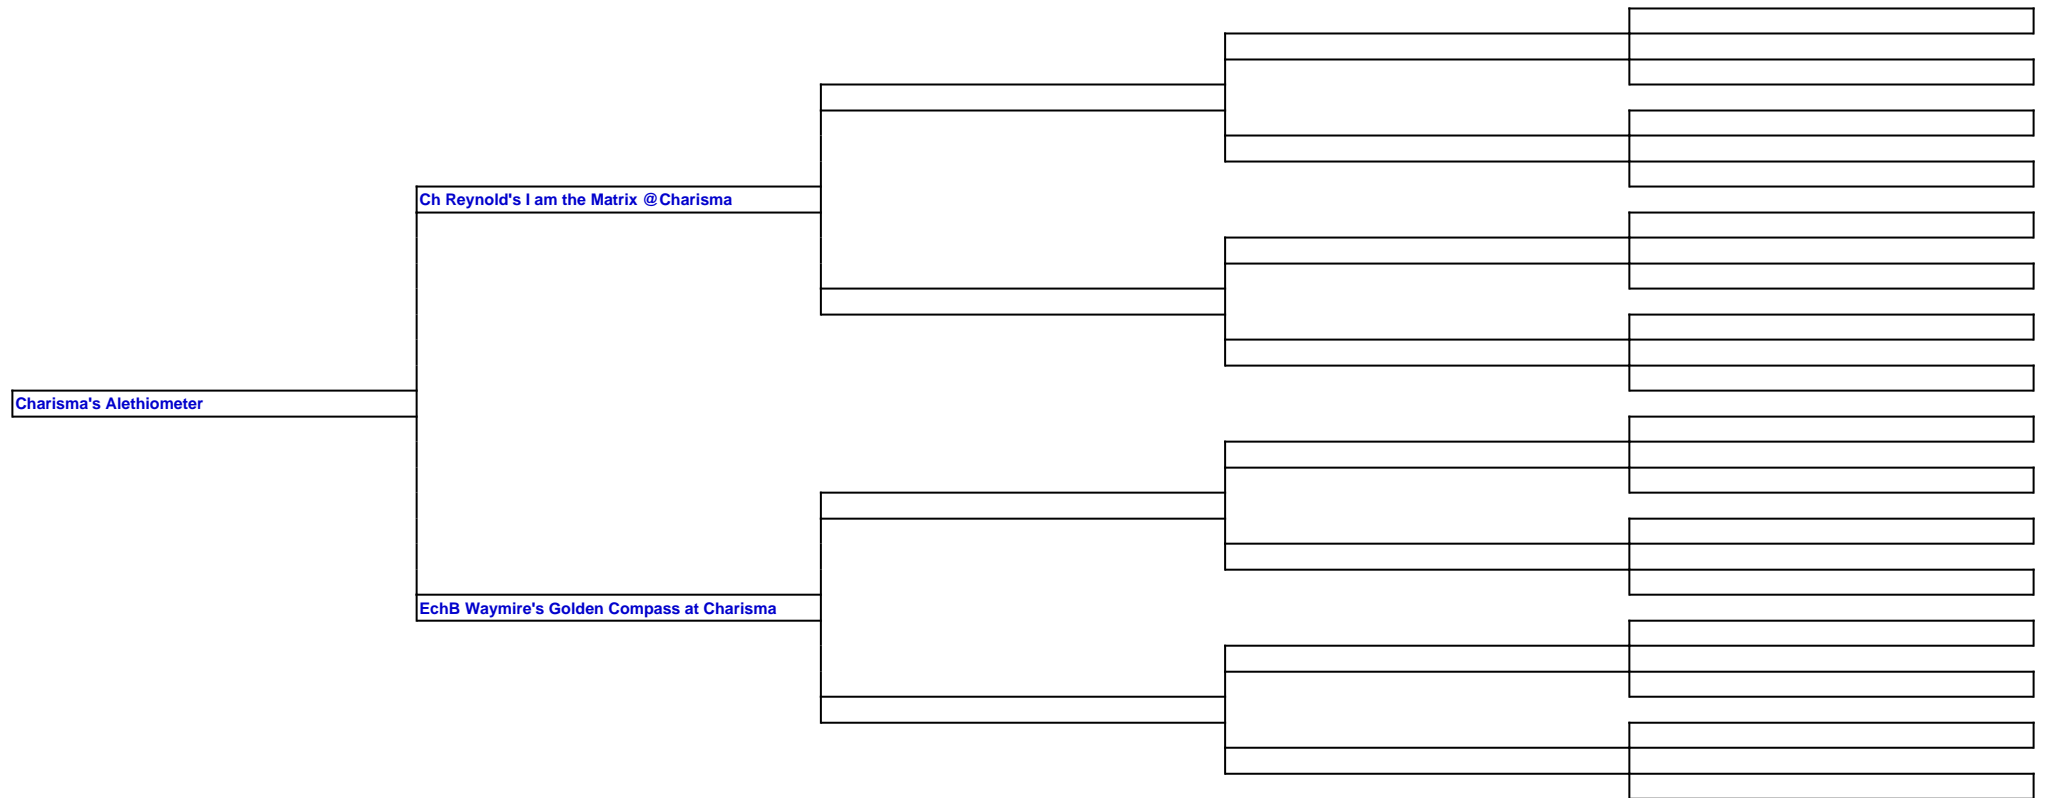 Ch Reynold's I am the Matrix @Charisma
Charisma's Alethiometer
EchB Waymire's Golden Compass at Charisma